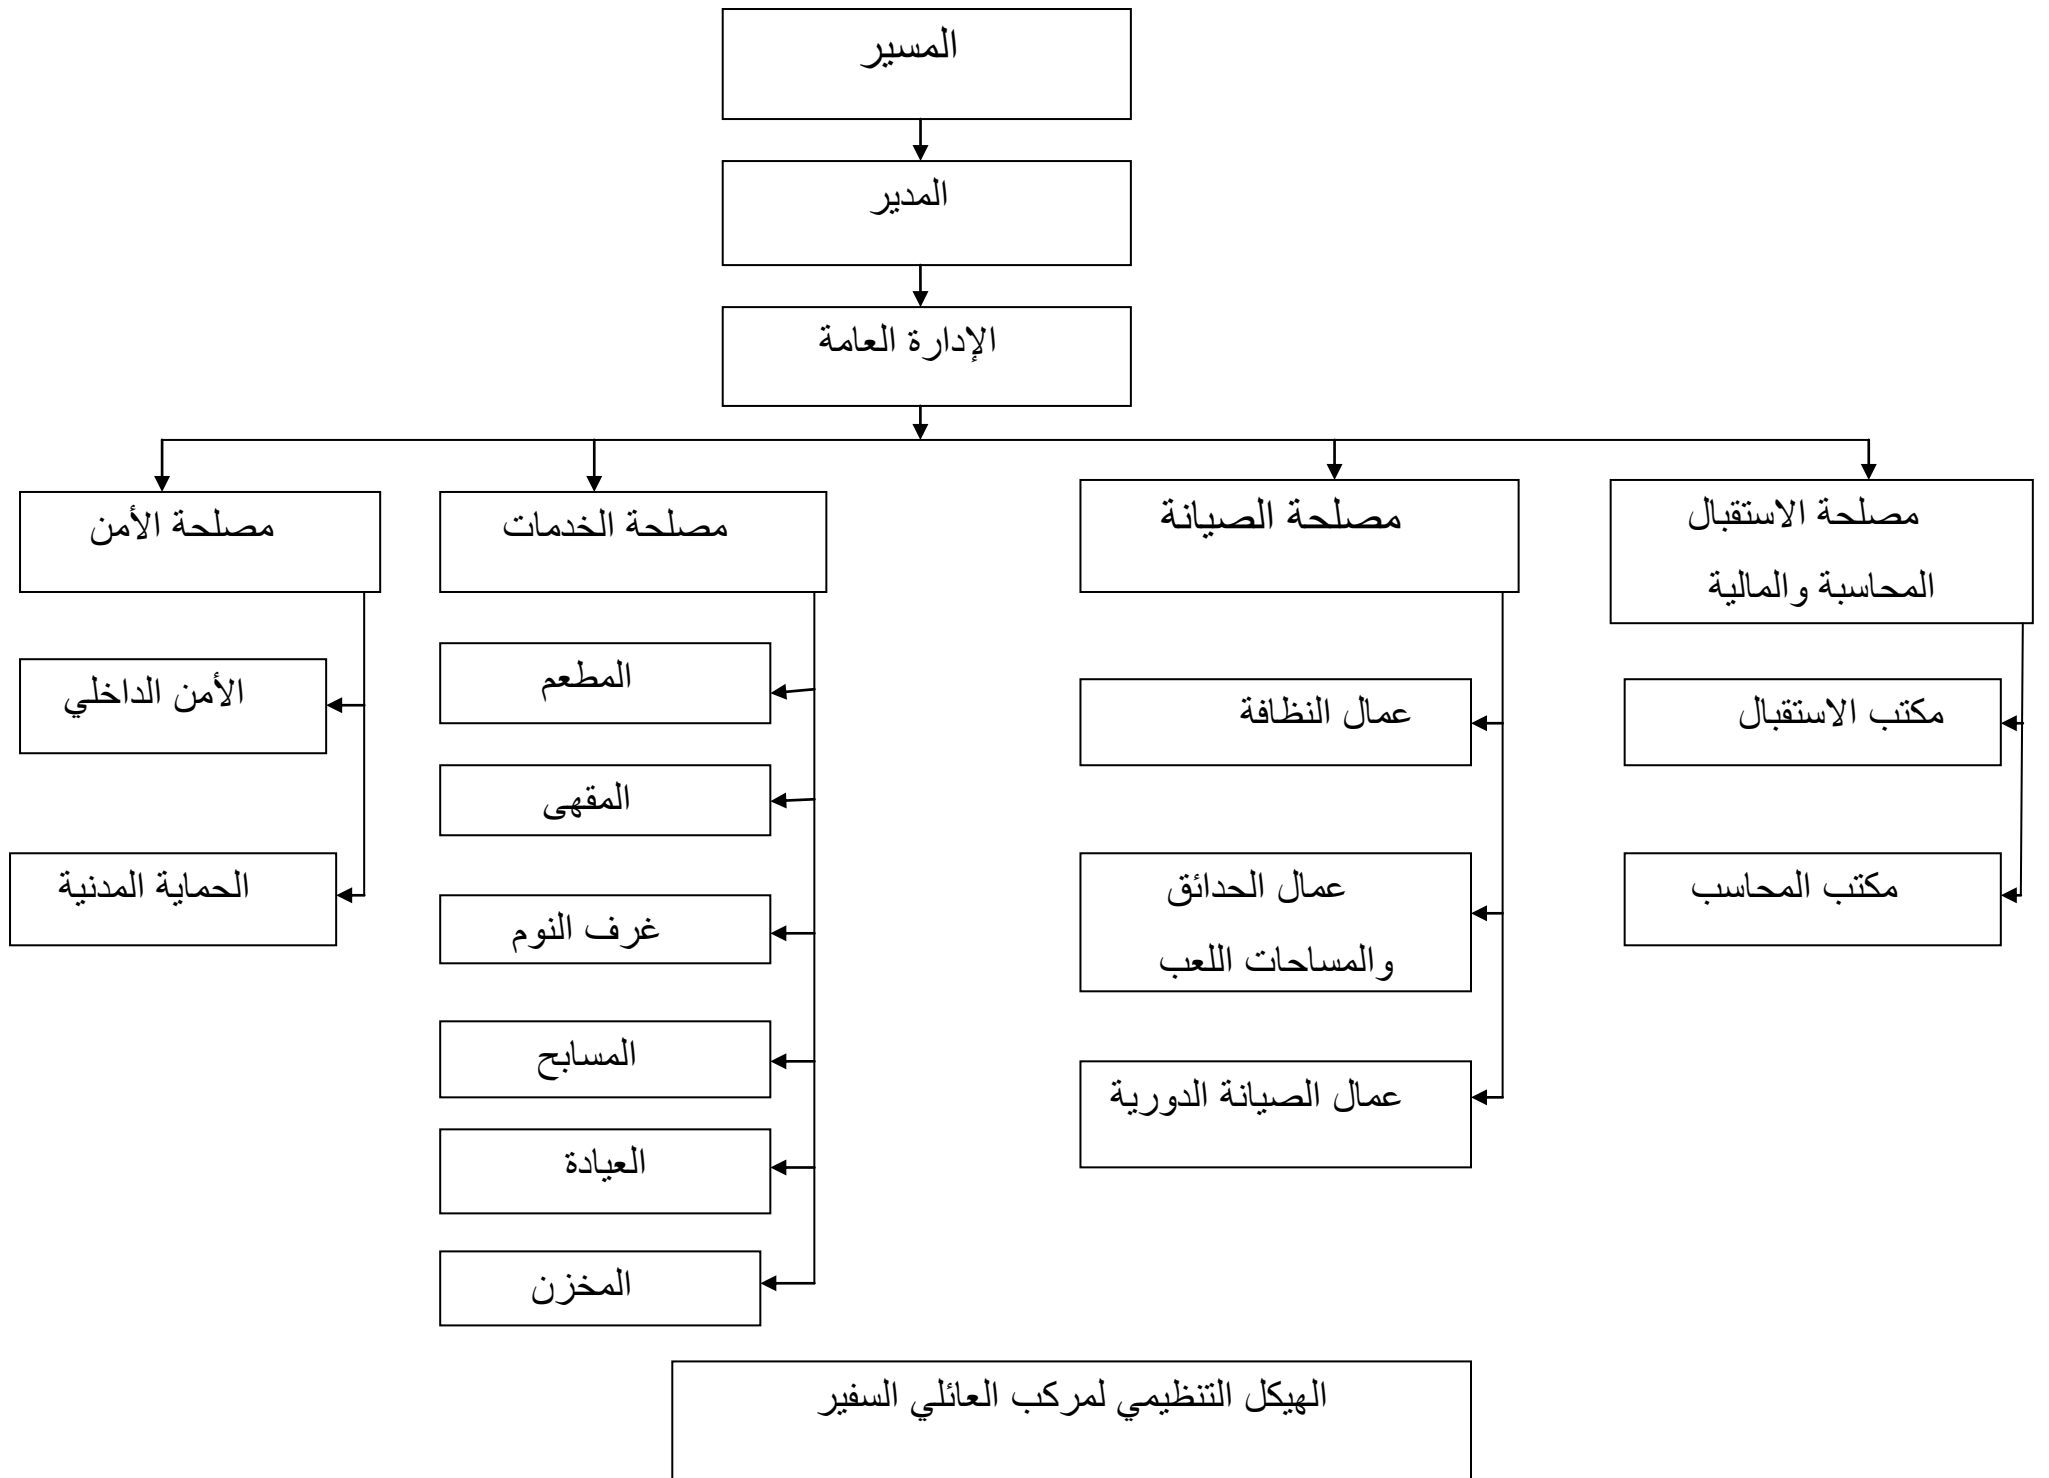 المسير
المدير
الإدارة العامة
مصلحة الاستقبال
المحاسبة والمالية
مكتب الاستقبال
مكتب المحاسب
مصلحة الصيانة
عمال النظافة
عمال الحدائق
والمساحات اللعب
عمال الصيانة الدورية
مصلحة الخدمات
المطعم
المقهى
غرف النوم
المسابح
العيادة
المخزن
مصلحة الأمن
الأمن الداخلي
الحماية المدنية
الهيكل التنظيمي لمركب العائلي السفير